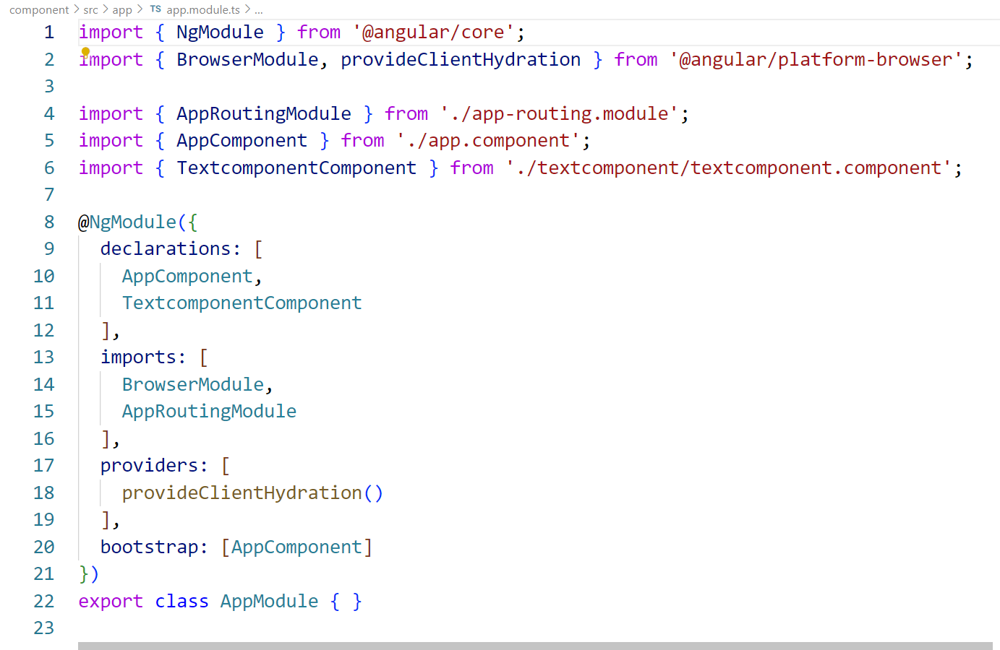 component > src > app > TS app.module.ts > ...
1 import { NgModule } from '@angular/core';
2 import { BrowserModule, provideClientHydration } from '@angular/platform-browser';
3
4 import { AppRoutingModule } from './app-routing.module';
5 import { AppComponent } from './app.component';
6 import { TextcomponentComponent } from './textcomponent/textcomponent.component';
7
8 @NgModule({
9   declarations: [
10     AppComponent,
11     TextcomponentComponent
12   ],
13   imports: [
14     BrowserModule,
15     AppRoutingModule
16   ],
17   providers: [
18     provideClientHydration()
19   ],
20   bootstrap: [AppComponent]
21 })
22 export class AppModule { }
23